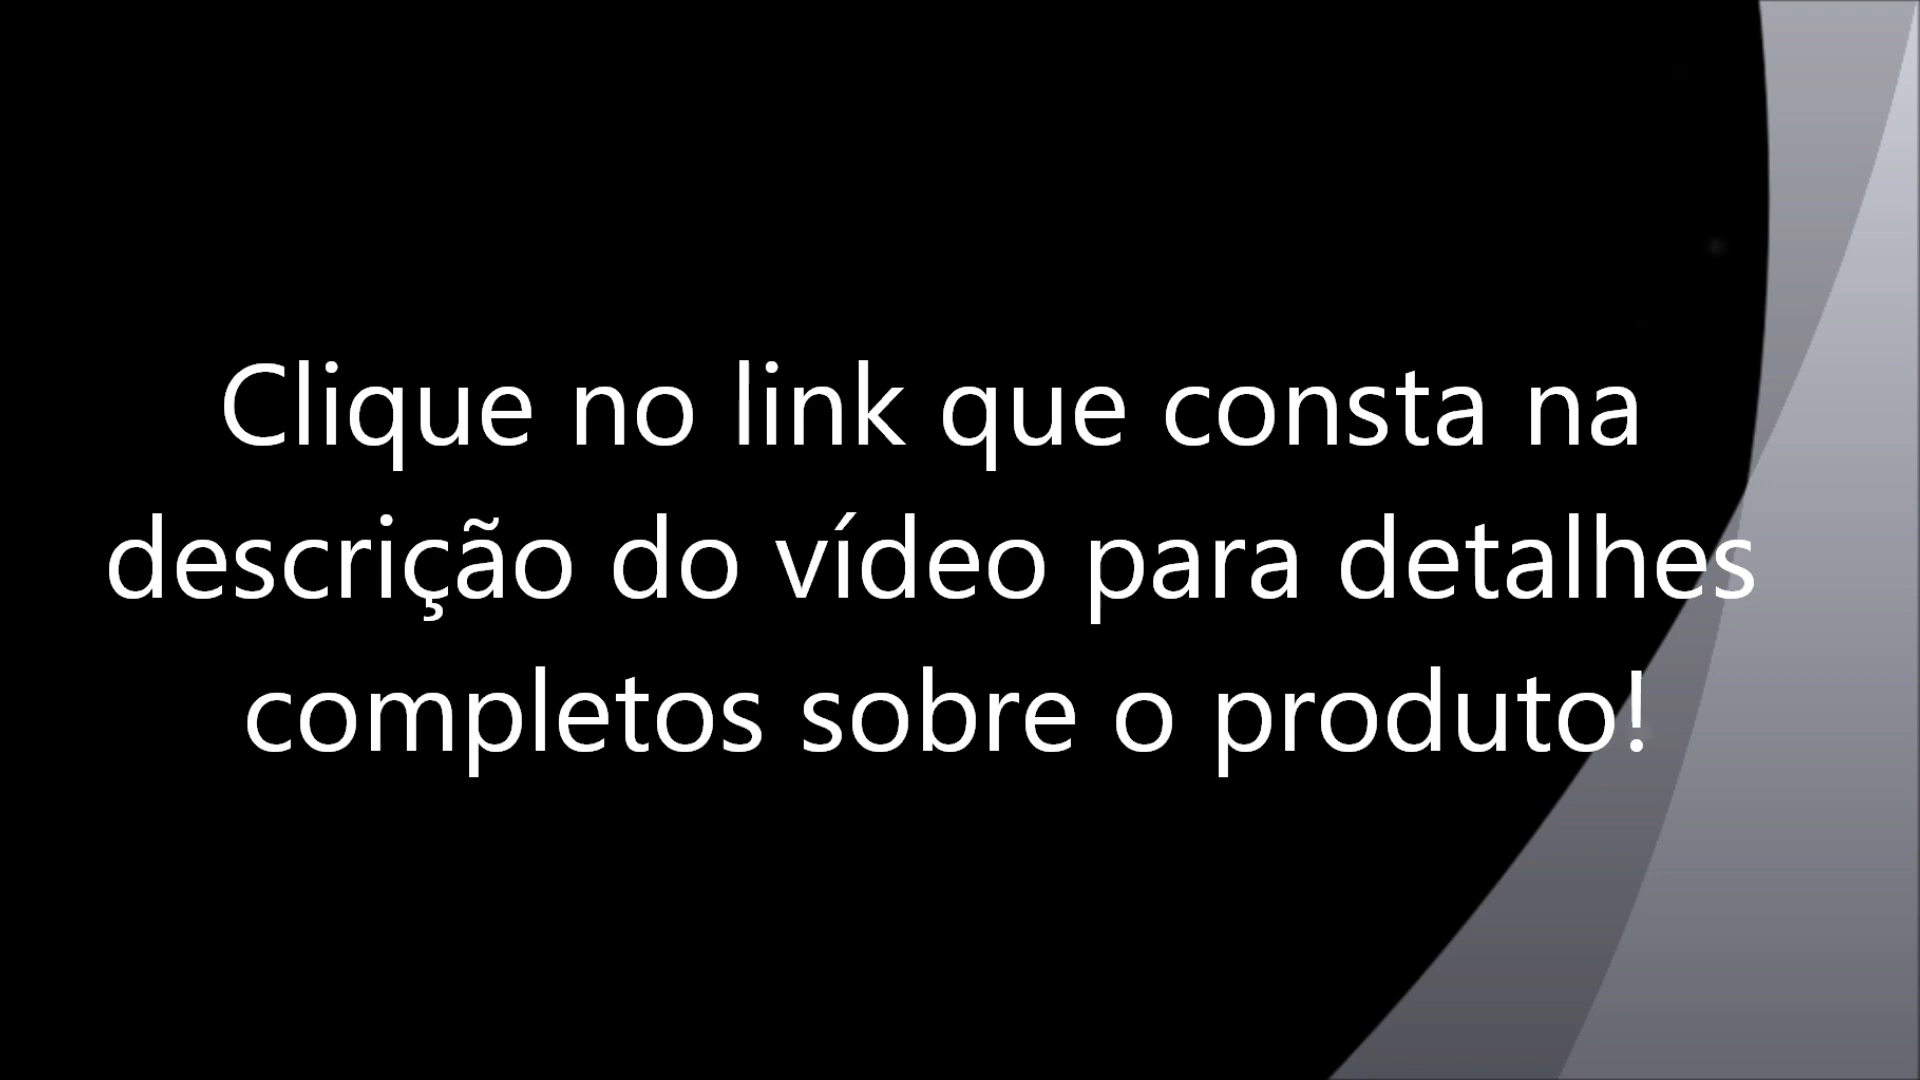 Clique no link que consta na
descrição do vídeo para detalhes
completos sobre o produto!